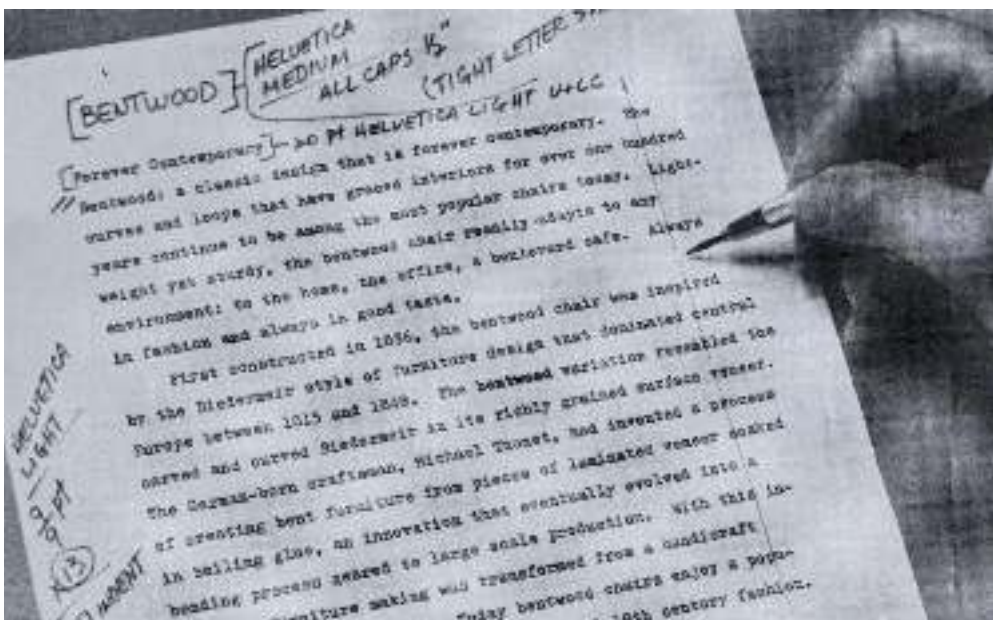 [BENTWOOD]} [HELVETICA
MEDIUM
ALL CAPS 1/2"
(TIGHT LETTER
[Forever Contemporary]- 20 pt HELVETICA LIGHT U+LC
Bentwood: a classic design that is forever contemporary. The
curves and loops that have graced interiors for over one hundred
years continue to be among the most popular chairs today. Light-
weight yet sturdy, the bentwood chair readily adapts to any
environment: to the home, the office, a boulevard cafe. Always
in fashion and always in good taste.
First constructed in 1836, the bentwood chair was inspired
by the Biedermeir style of furniture design that dominated central
Europe between 1815 and 1848. The bentwood variation resembled the
carved and curved Biedermeir in its richly grained surface veneer.
The German-born craftsman, Michael Thonet, had invented a process
of creating bent furniture from pieces of laminated veneer soaked
in boiling glue, an innovation that eventually evolved into a
bending process geared to large scale production. With this in-
furniture making was transformed from a handicraft
Today bentwood chairs enjoy a popu-
19th century fashion.
HELVETICA
LIGHT
9/9 pt
x13
INDENT